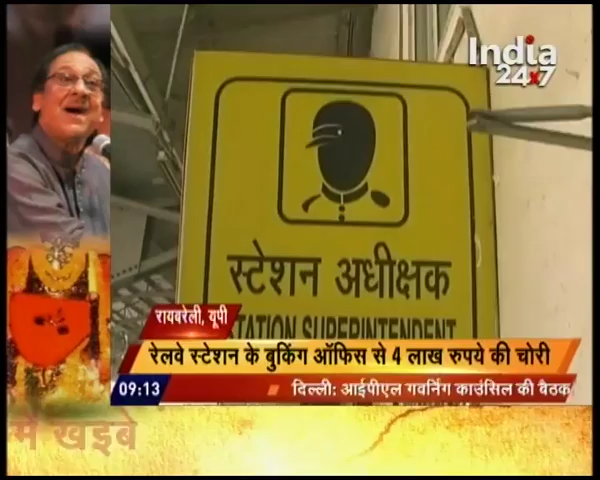 India
24x7
स्टेशन अधीक्षक
STATION SUPERINTENDENT
रायबरेली, यूपी
रेलवे स्टेशन के बुकिंग ऑफिस से 4 लाख रुपये की चोरी
09:13
दिल्ली: आईपीएल गवर्निंग काउंसिल की बैठक
में खइबे